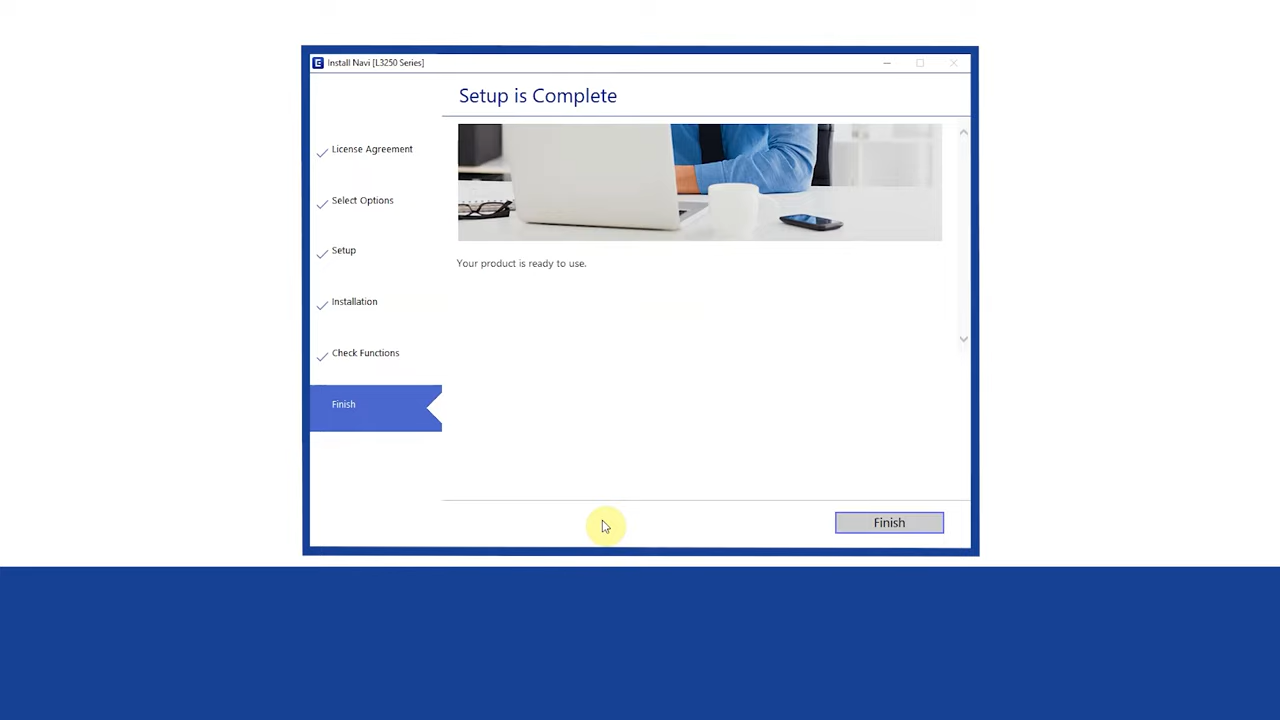 Install Navi [L3250 Series]
Setup is Complete
License Agreement
Select Options
Setup
Installation
Check Functions
Finish
Your product is ready to use.
Finish